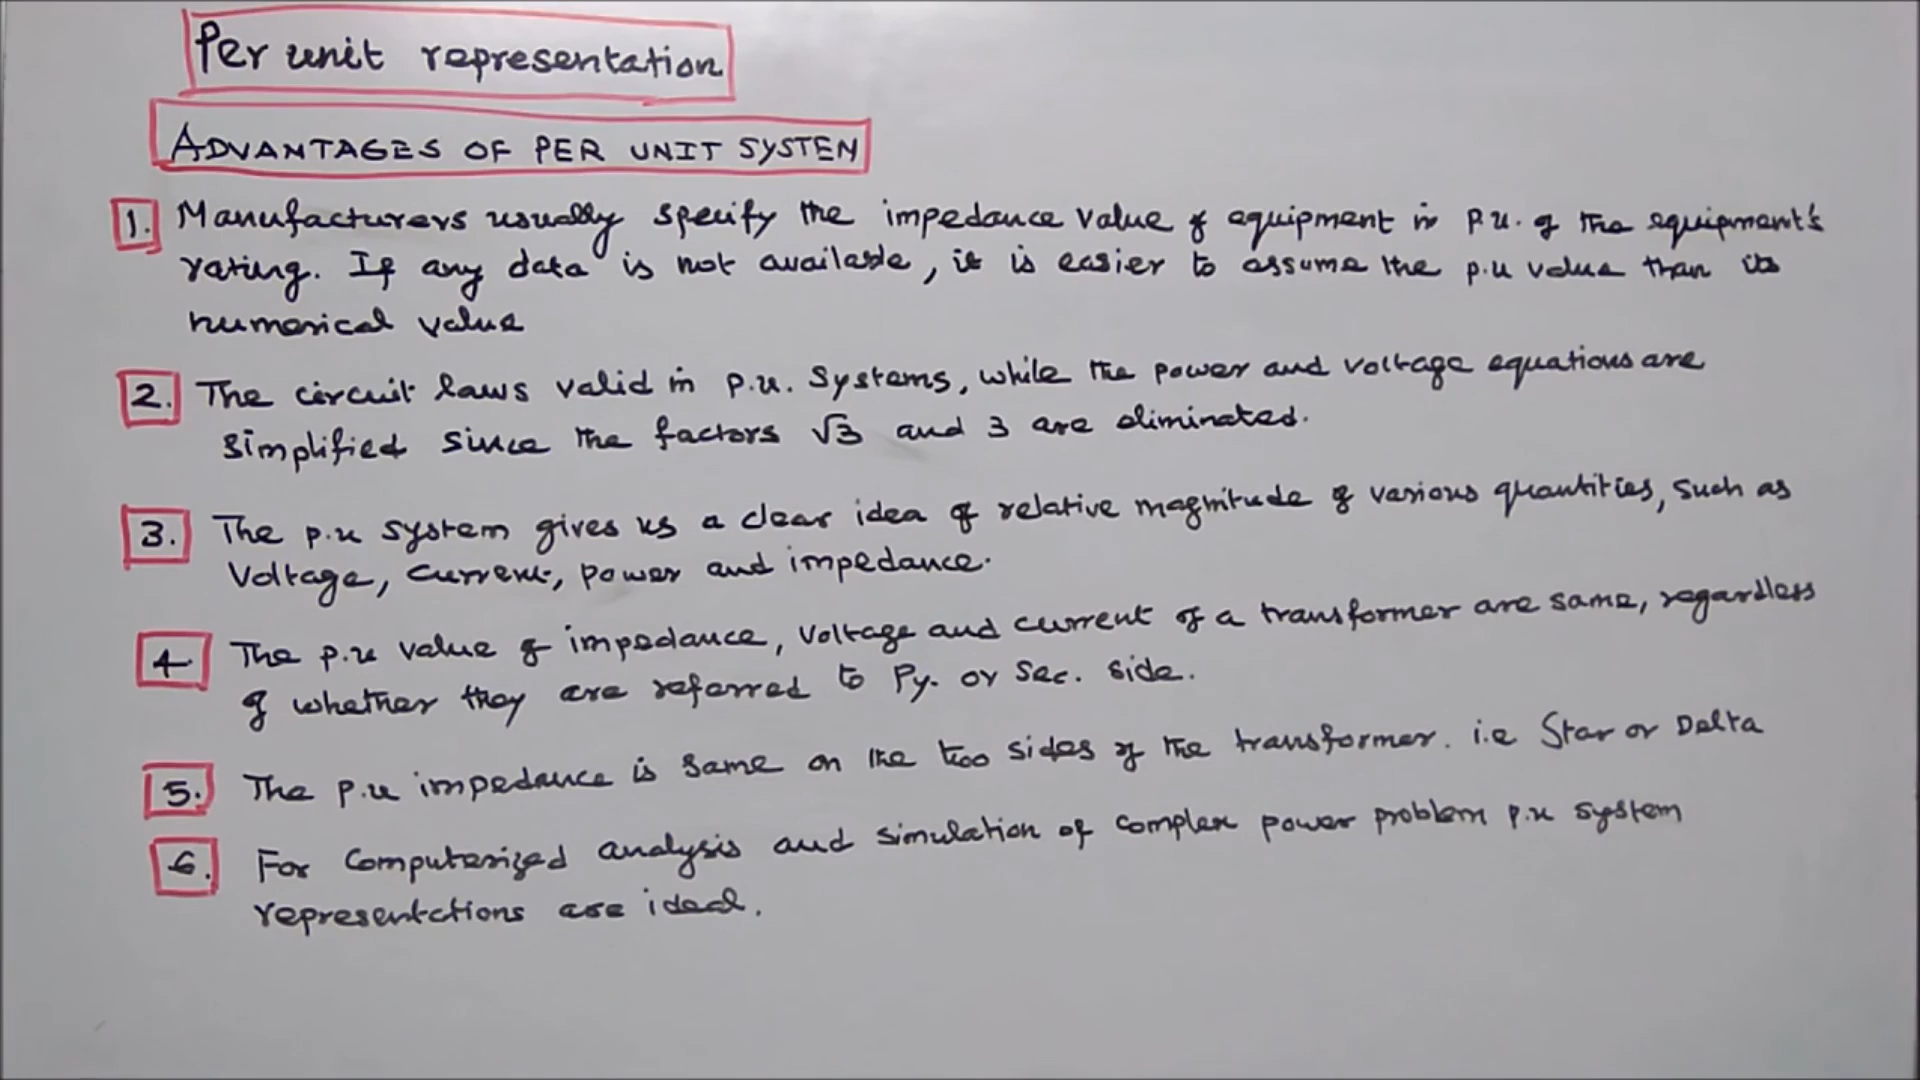 Per unit representation
ADVANTAGES OF PER UNIT SYSTEM
1. Manufacturers usually specify the impedance value of equipment in P.U. of the equipment's
rating. If any data is not available, it is easier to assume the p.u value than its
numerical value
2. The circuit laws valid in p.u. Systems, while the power and voltage equations are
simplified since the factors √3 and 3 are eliminated.
3. The p.u system gives us a clear idea of relative magnitude of various quantities, such as
Voltage, current, power and impedance.
4. The p.u value of impedance, voltage and current of a transformer are same, regardless
of whether they are referred to Py. or Sec. side.
5. The p.u impedance is same on the two sides of the transformer. i.e Star or Delta
6. For Computerized analysis and simulation of complex power problem p.u system
representations are ideal.